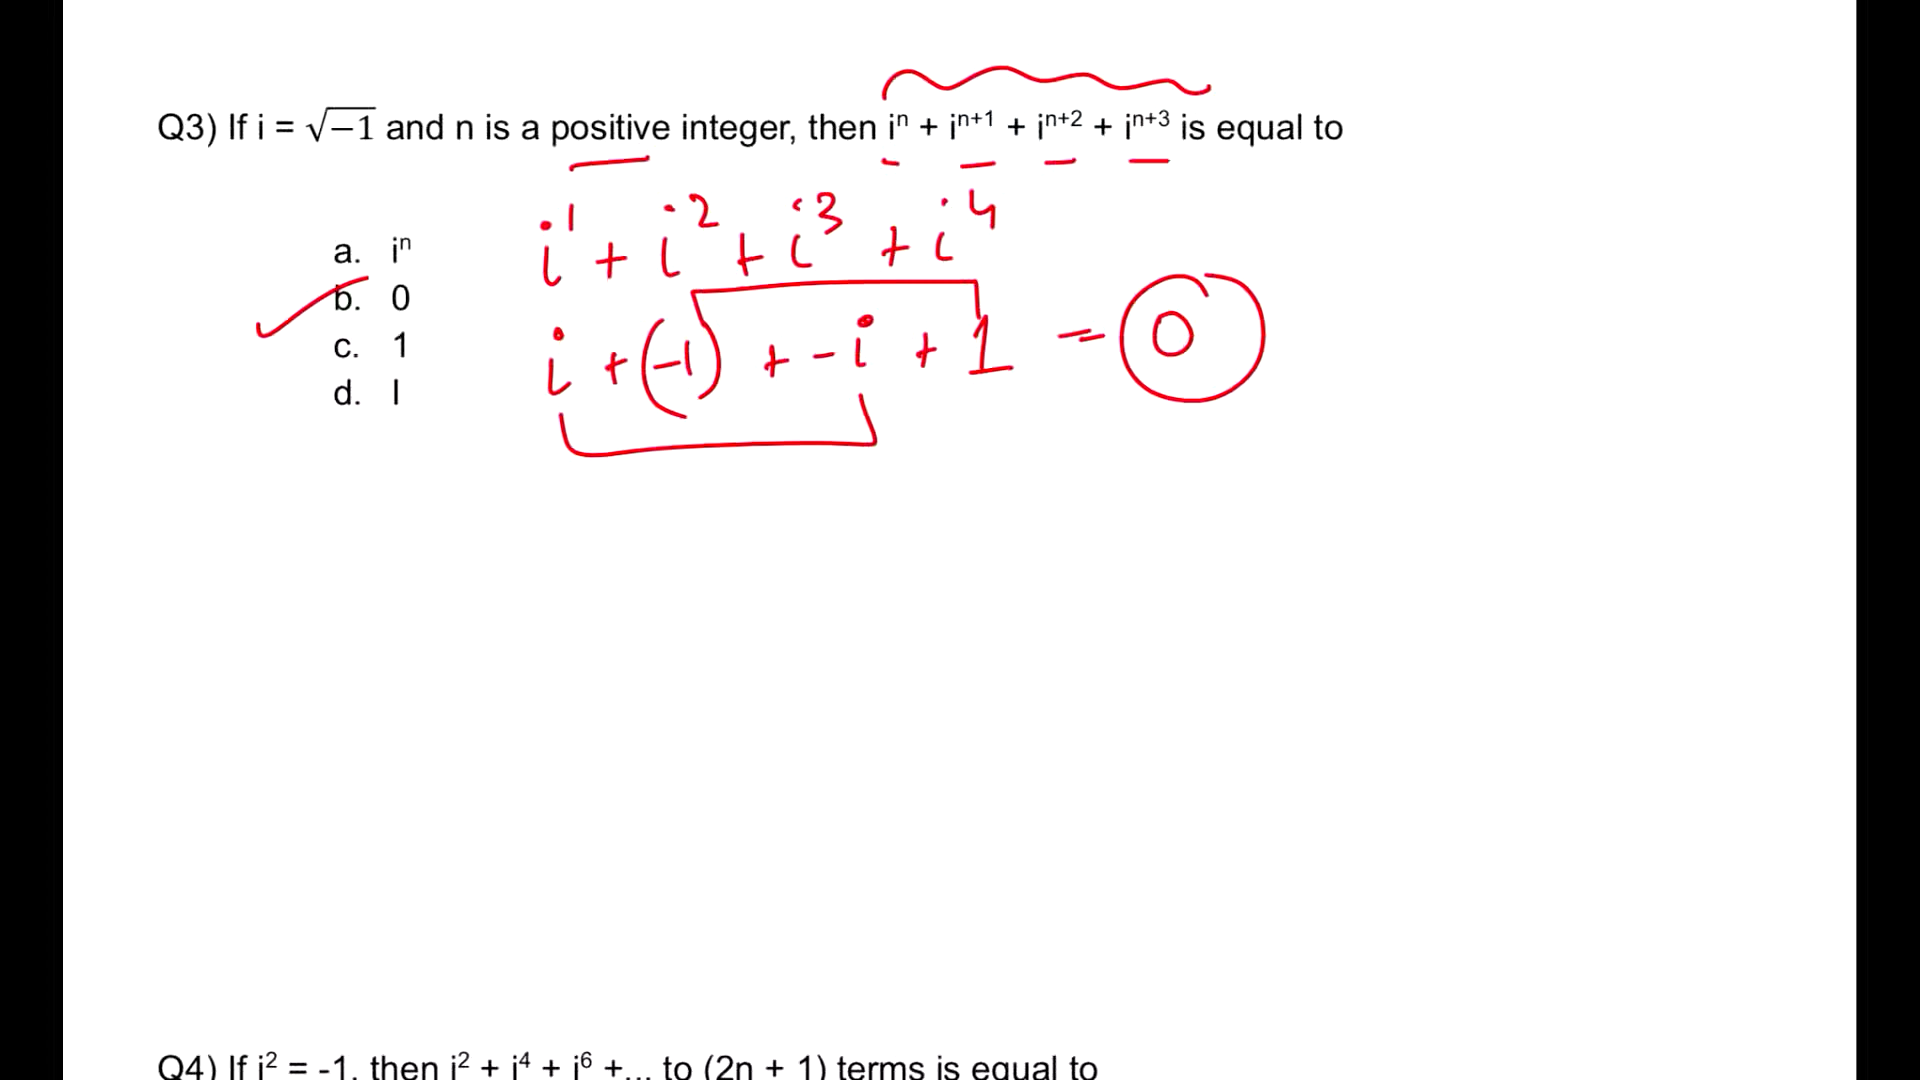 Q3) If i = √−1 and n is a positive integer, then iⁿ + iⁿ⁺¹ + iⁿ⁺² + iⁿ⁺³ is equal to
i¹ + i² + i³ + i⁴
a. iⁿ
b. 0
i + (-1) + - i + 1 = 0
c. 1
d. I
Q4) If i² = -1, then i² + i⁴ + i⁶ +... to (2n + 1) terms is equal to